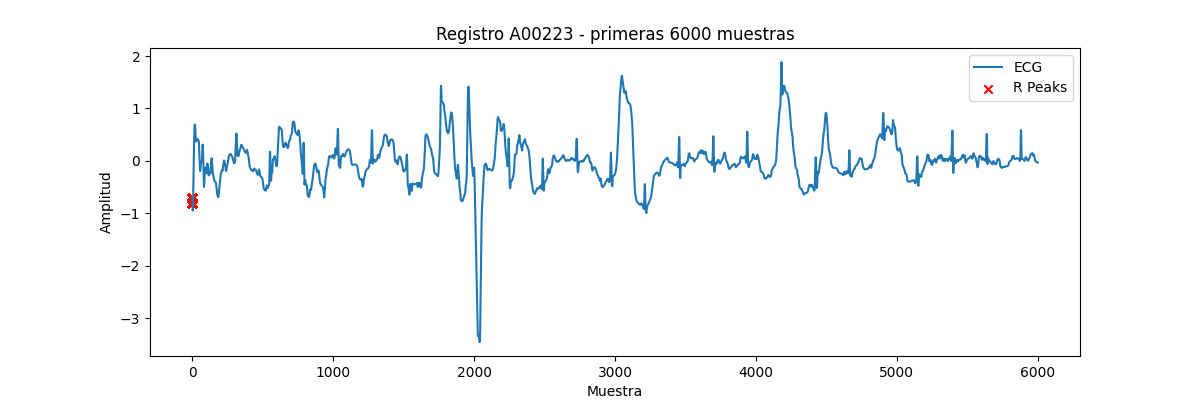 Registro A00223 - primeras 6000 muestras
ECG
R Peaks
Amplitud
2
1
0
−1
−2
−3
0 1000 2000 3000 4000 5000 6000
Muestra